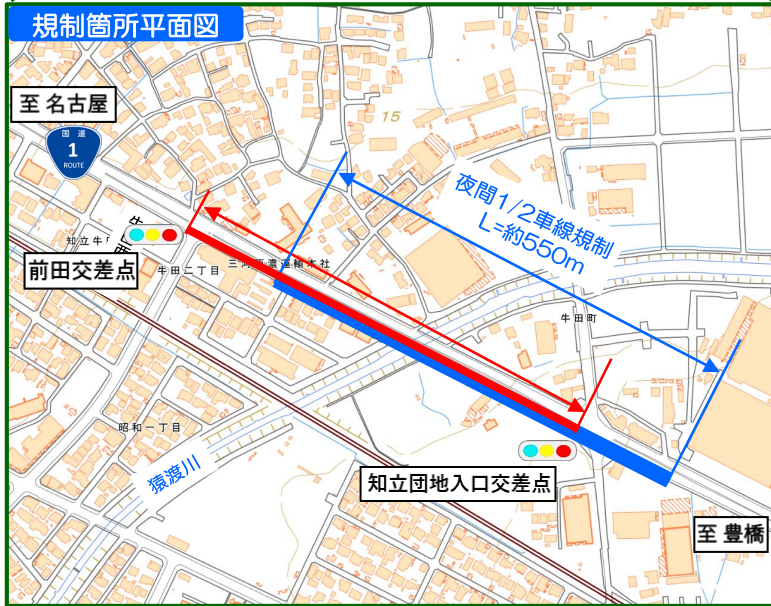 規制箇所平面図
至 名古屋
国道
1
ROUTE
15
夜間1/2車線規制
L=約550m
知立牛
前田交差点
牛田二丁目
三河西濃運輸本社
牛田町
昭和一丁目
猿渡川
知立団地入口交差点
至 豊橋